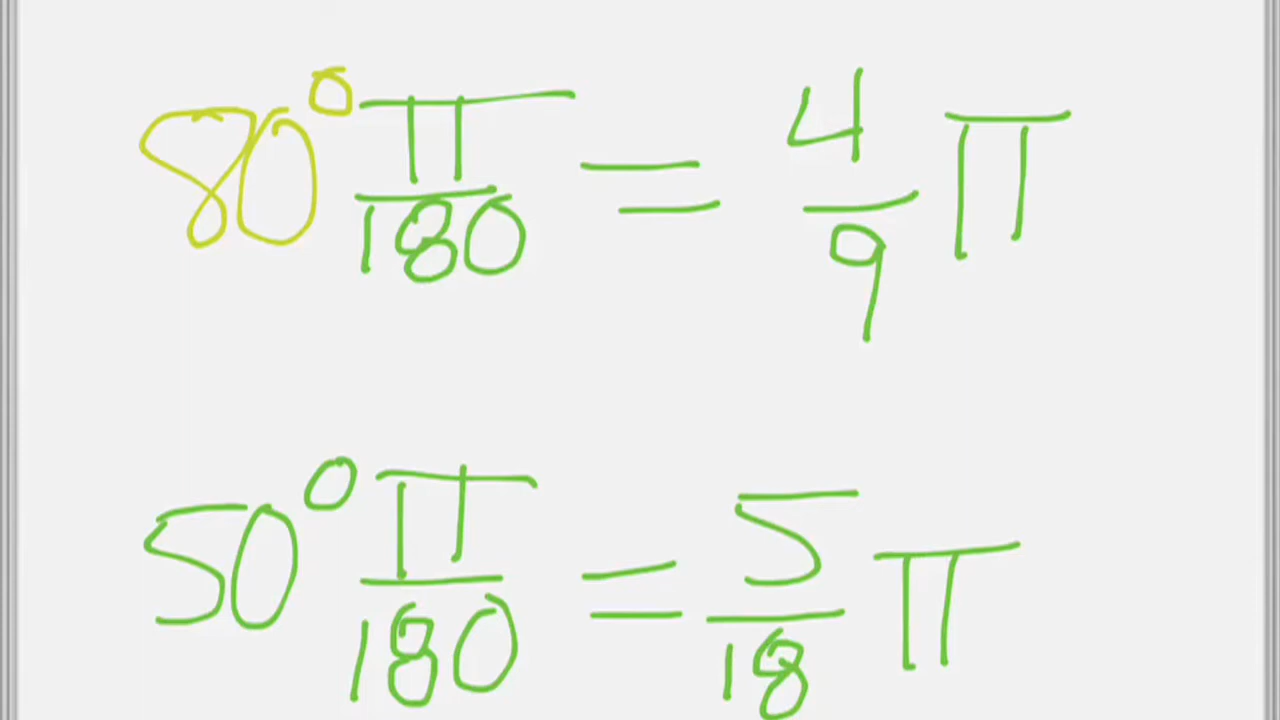 80° π/180 = 4/9 π
50° π/180 = 5/18 π